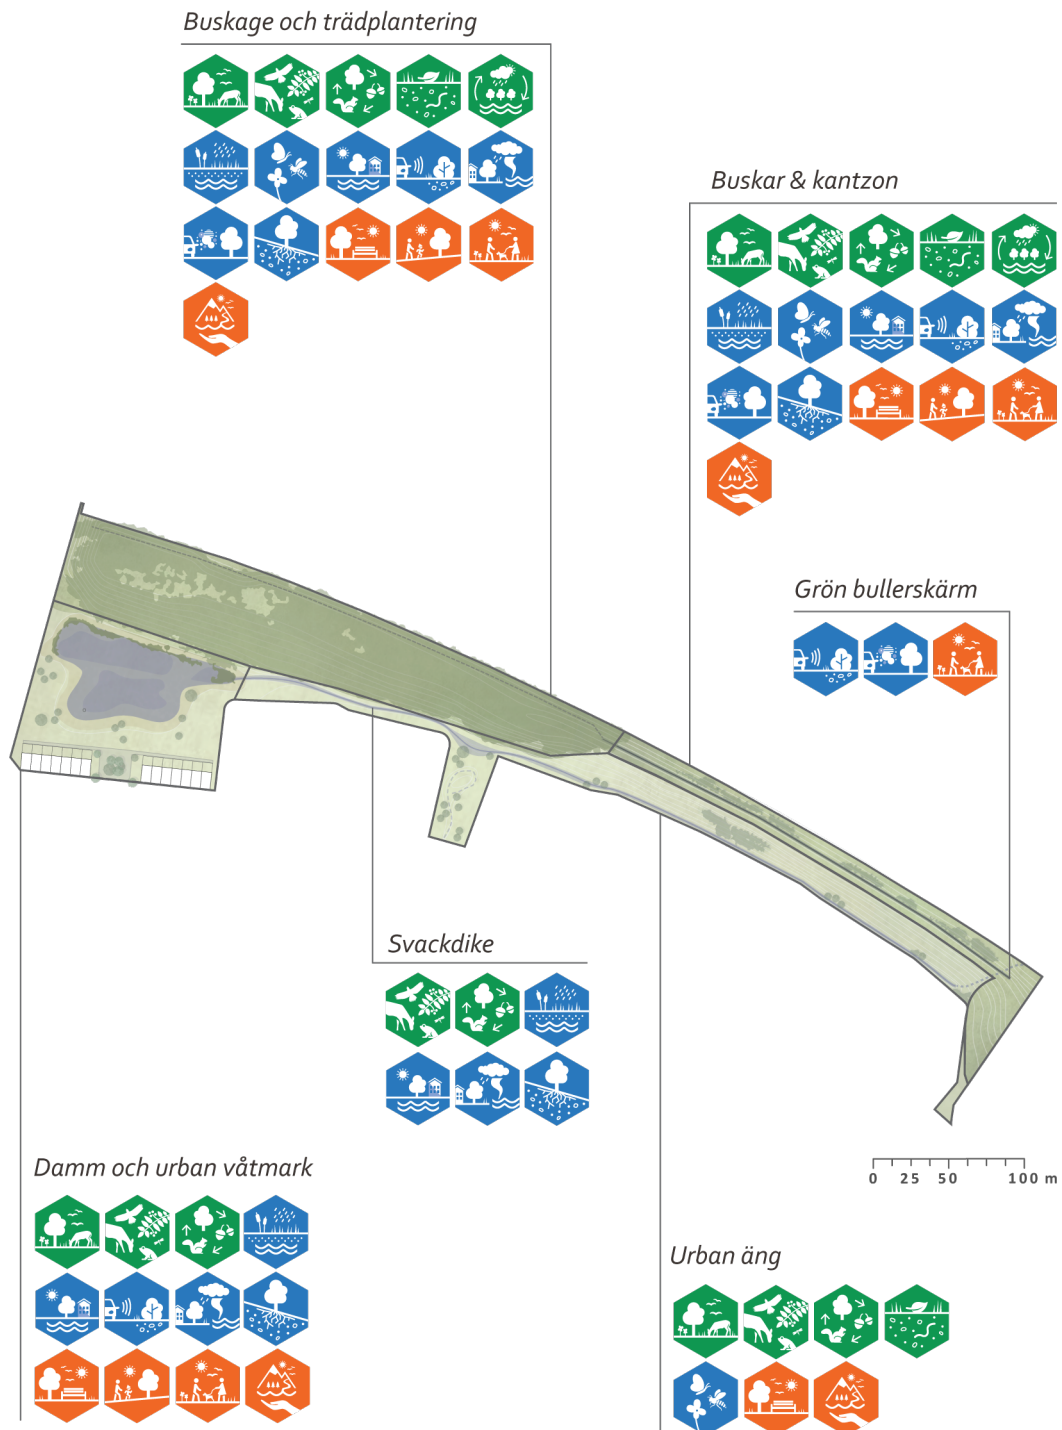 Buskage och trädplantering
Buskar & kantzon
Grön bullerskärm
Svackdike
Damm och urban våtmark
0 25 50 100 m
Urban äng